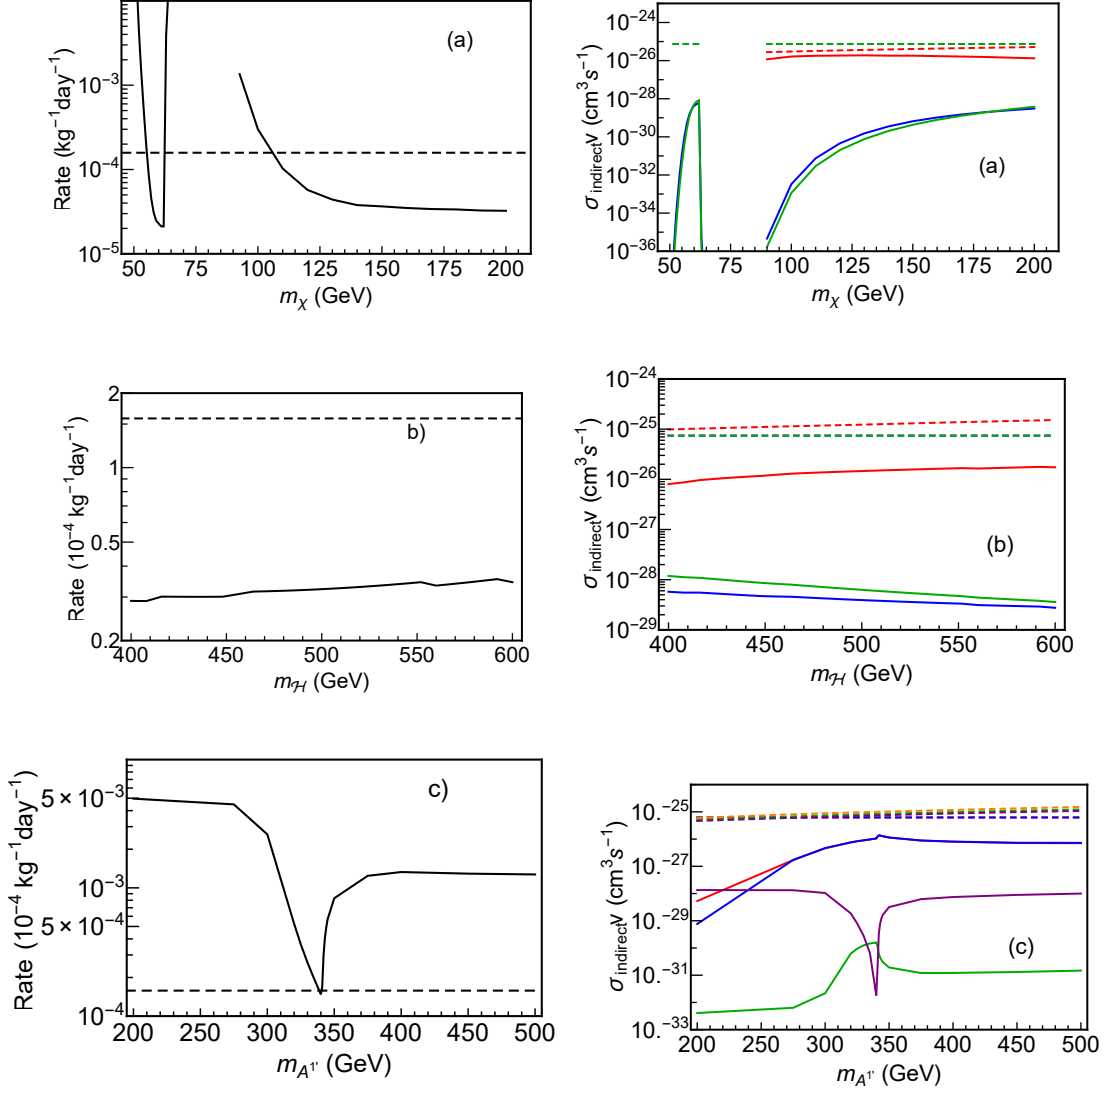 (a)
Rate (kg⁻¹day⁻¹)
10⁻³
10⁻⁴
10⁻⁵
50 75 100 125 150 175 200
mχ (GeV)
(a)
σindirectv (cm³s⁻¹)
10⁻²⁴
10⁻²⁶
10⁻²⁸
10⁻³⁰
10⁻³²
10⁻³⁴
10⁻³⁶
50 75 100 125 150 175 200
mχ (GeV)
b)
Rate (10⁻⁴ kg⁻¹day⁻¹)
2
1
0.5
0.2
400 450 500 550 600
mℋ (GeV)
(b)
σindirectv (cm³s⁻¹)
10⁻²⁴
10⁻²⁵
10⁻²⁶
10⁻²⁷
10⁻²⁸
10⁻²⁹
400 450 500 550 600
mℋ (GeV)
c)
Rate (10⁻⁴ kg⁻¹day⁻¹)
5 × 10⁻³
10⁻³
5 × 10⁻⁴
10⁻⁴
200 250 300 350 400 450 500
mA¹' (GeV)
(c)
σindirectv (cm³s⁻¹)
10.⁻²⁵
10.⁻²⁷
10.⁻²⁹
10.⁻³¹
10.⁻³³
200 250 300 350 400 450 500
mA¹' (GeV)